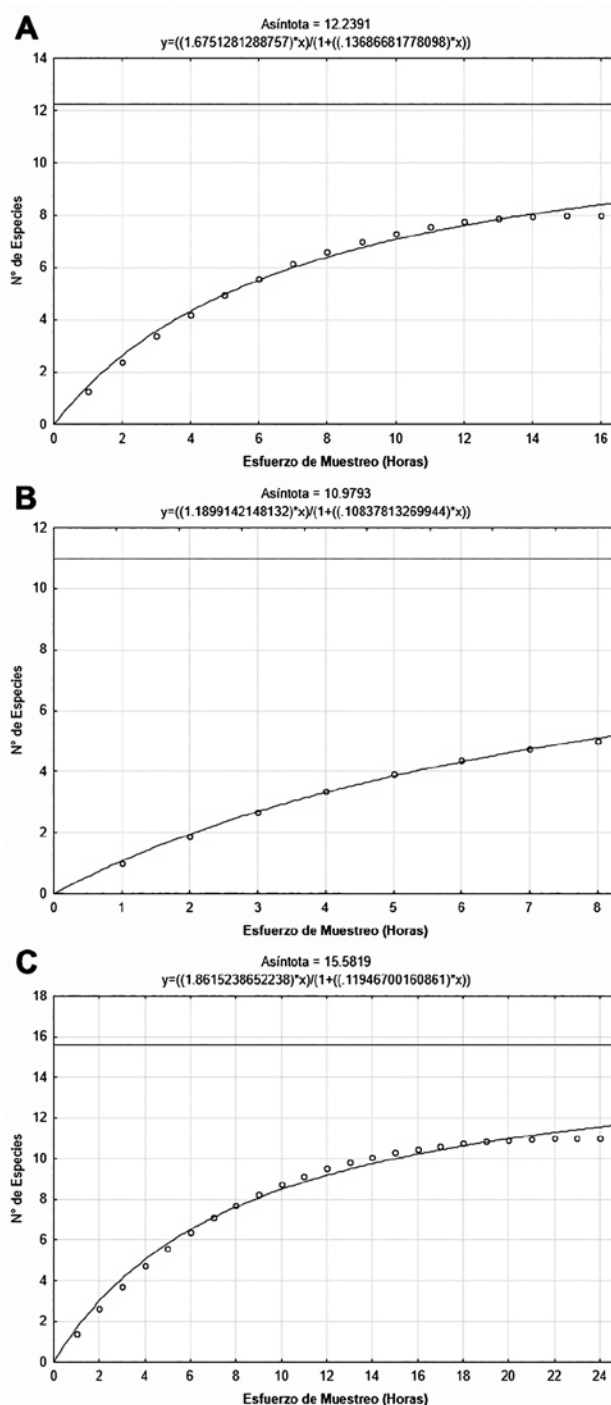 A
Asíntota = 12.2391
y=((1.6751281288757)*x)/(1+((.13686681778098)*x))
14
12
10
8
6
4
2
0
N° de Especies
0 2 4 6 8 10 12 14 16
Esfuerzo de Muestreo (Horas)
B
Asíntota = 10.9793
y=((1.1899142148132)*x)/(1+((.10837813269944)*x))
12
10
8
6
4
2
0
N° de Especies
0 1 2 3 4 5 6 7 8
Esfuerzo de Muestreo (Horas)
C
Asíntota = 15.5819
y=((1.8615238652238)*x)/(1+((.11946700160861)*x))
18
16
14
12
10
8
6
4
2
0
N° de Especies
0 2 4 6 8 10 12 14 16 18 20 22 24
Esfuerzo de Muestreo (Horas)